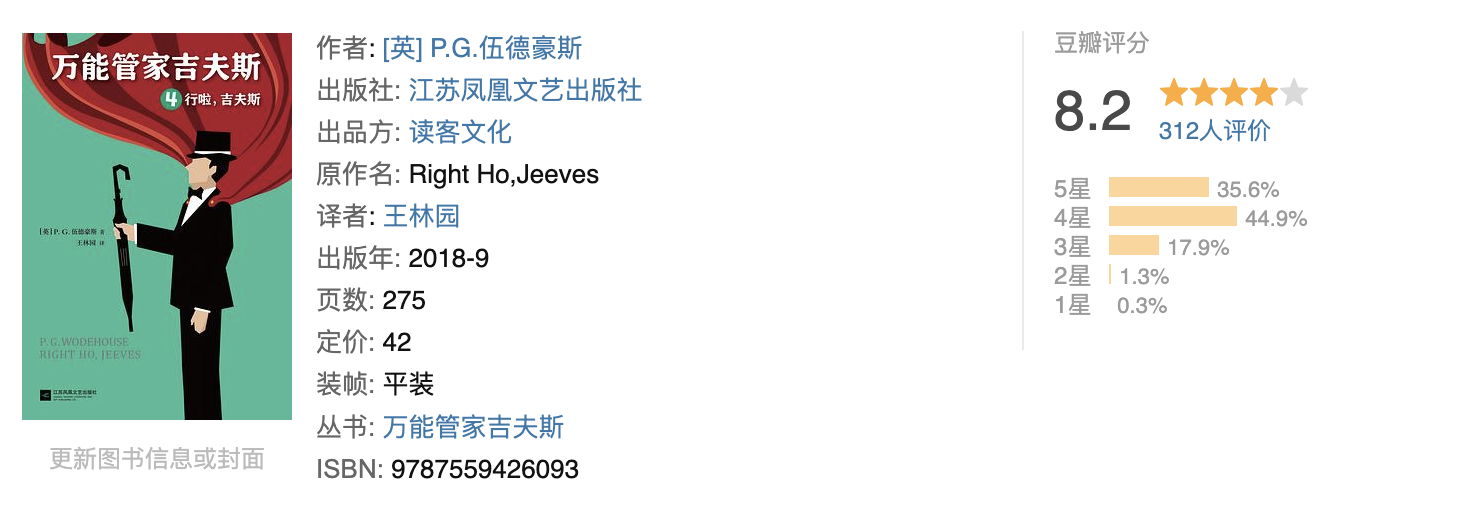 万能管家吉夫斯
4 行啦，吉夫斯
[英] P. G. 伍德豪斯 著
王林园 译
P. G. WODEHOUSE
RIGHT HO, JEEVES
江苏凤凰文艺出版社
更新图书信息或封面
作者: [英] P.G.伍德豪斯
出版社: 江苏凤凰文艺出版社
出品方: 读客文化
原作名: Right Ho,Jeeves
译者: 王林园
出版年: 2018-9
页数: 275
定价: 42
装帧: 平装
丛书: 万能管家吉夫斯
ISBN: 9787559426093
豆瓣评分
8.2
312人评价
5星 35.6%
4星 44.9%
3星 17.9%
2星 1.3%
1星 0.3%